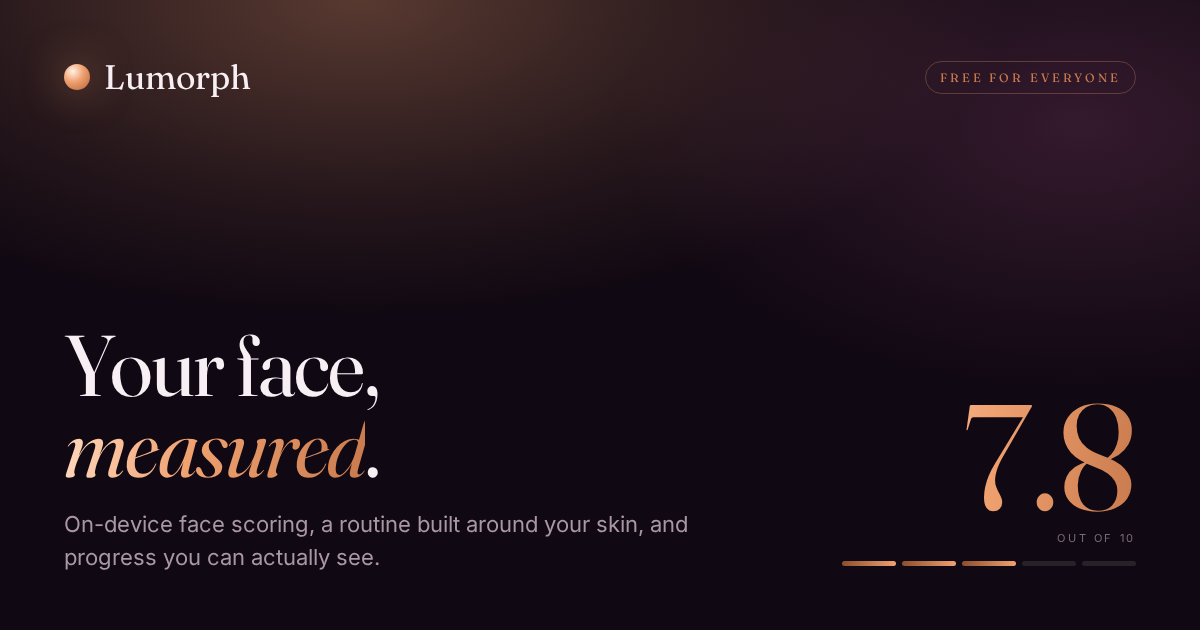 Lumorph
FREE FOR EVERYONE
Your face,
measured.
On-device face scoring, a routine built around your skin, and
progress you can actually see.
7.8
OUT OF 10